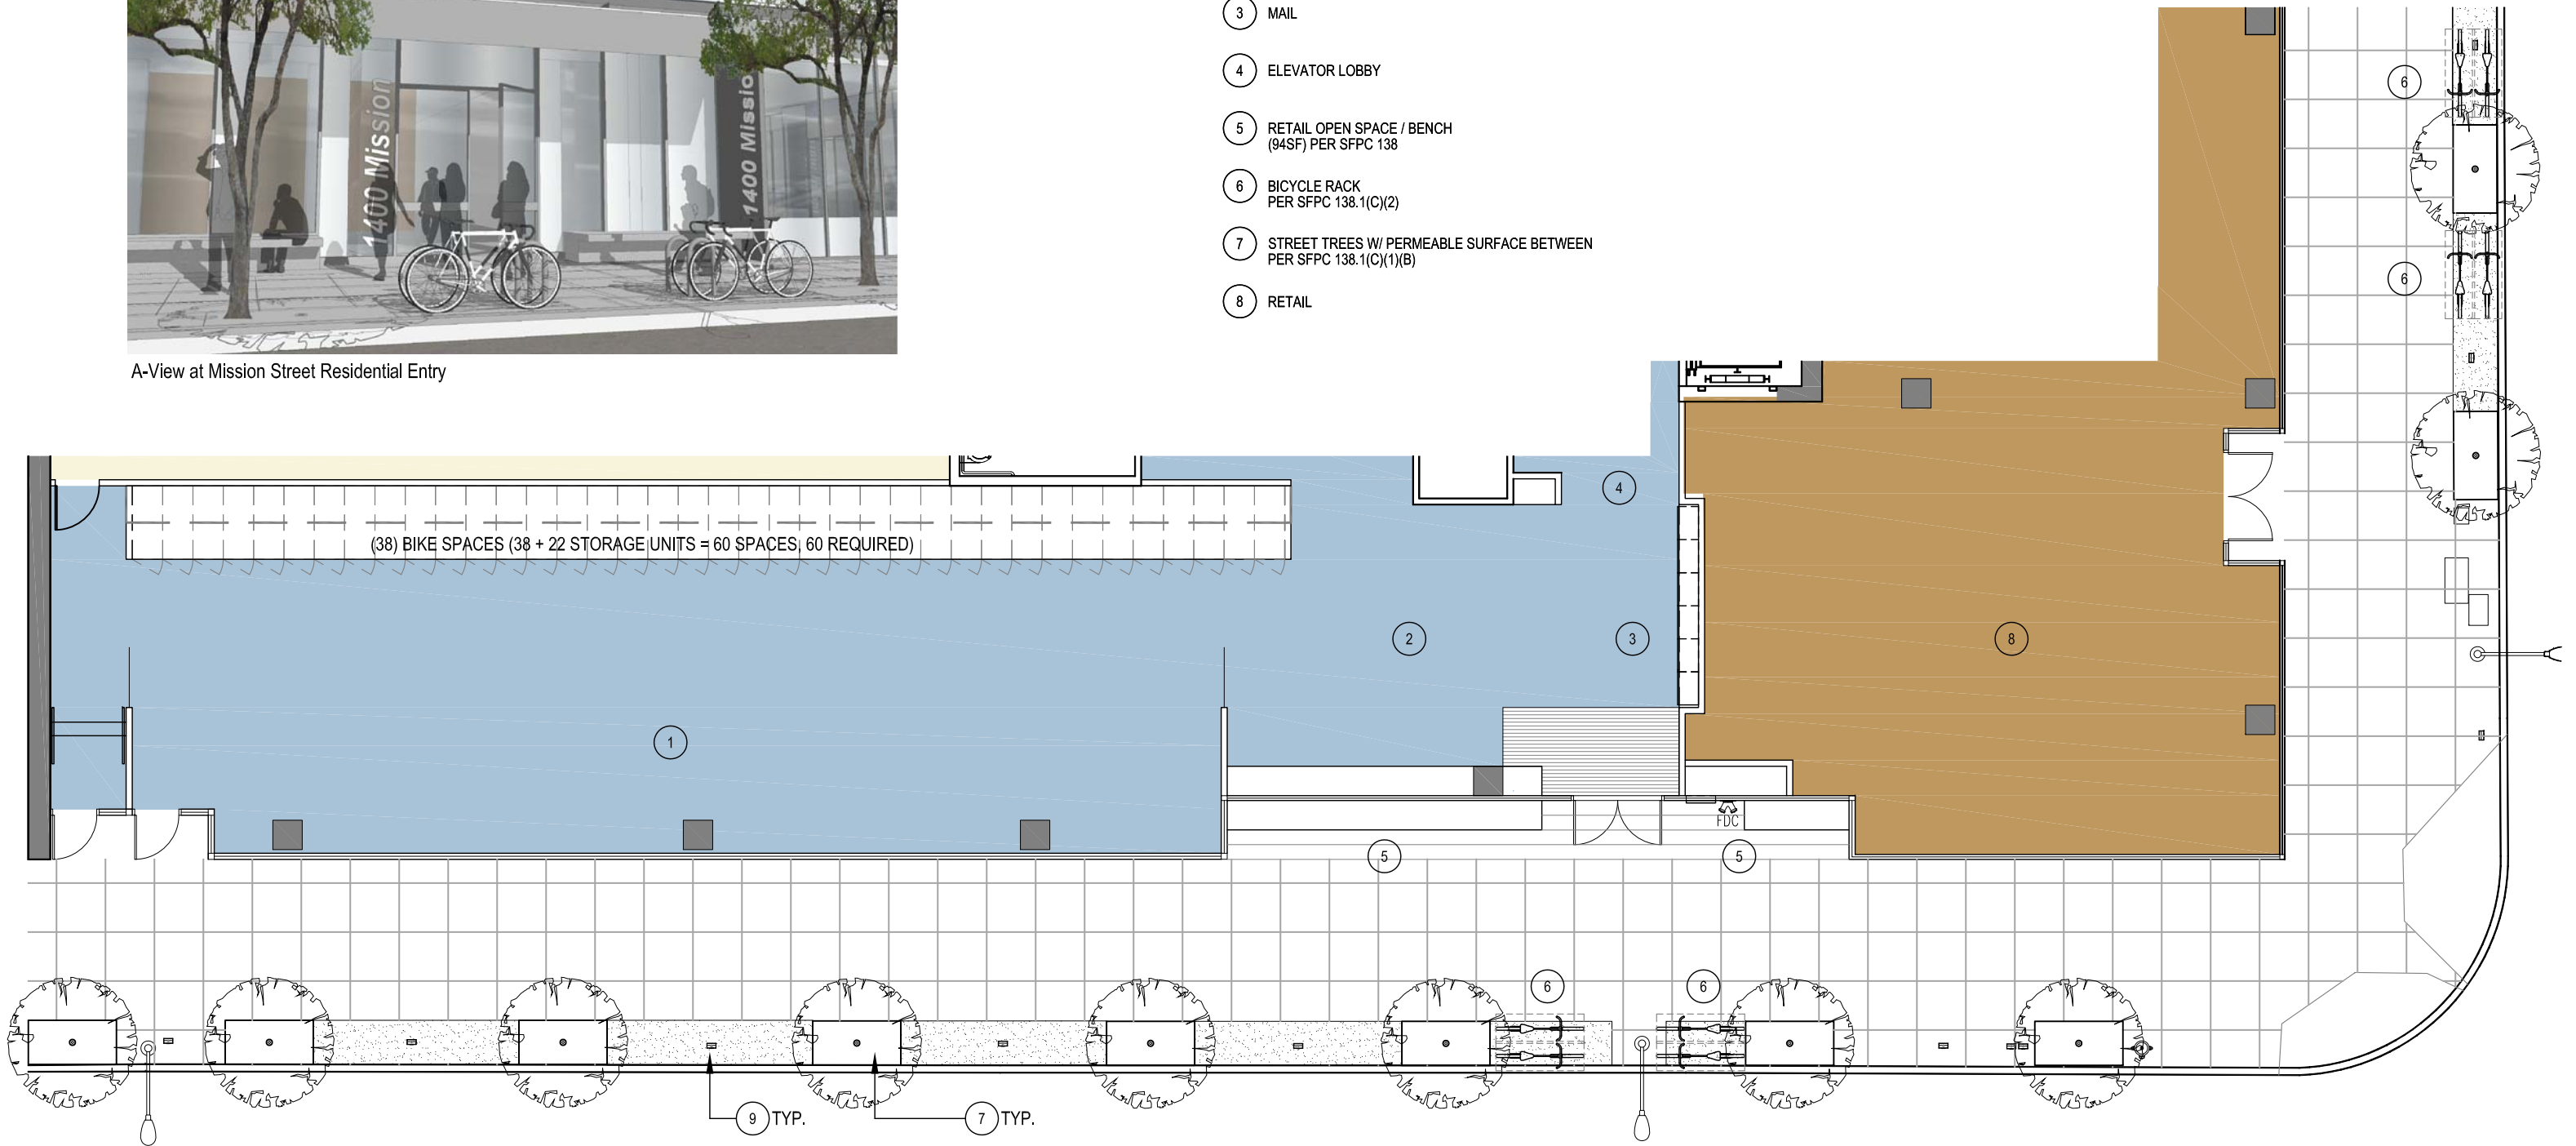 1400 Mission
1400 Missio
A-View at Mission Street Residential Entry
3 MAIL
4 ELEVATOR LOBBY
5 RETAIL OPEN SPACE / BENCH
(94SF) PER SFPC 138
6 BICYCLE RACK
PER SFPC 138.1(C)(2)
7 STREET TREES W/ PERMEABLE SURFACE BETWEEN
PER SFPC 138.1(C)(1)(B)
8 RETAIL
6
6
4
(38) BIKE SPACES (38 + 22 STORAGE UNITS = 60 SPACES, 60 REQUIRED)
2
3
8
1
FDC
5
5
6
6
9 TYP.
7 TYP.